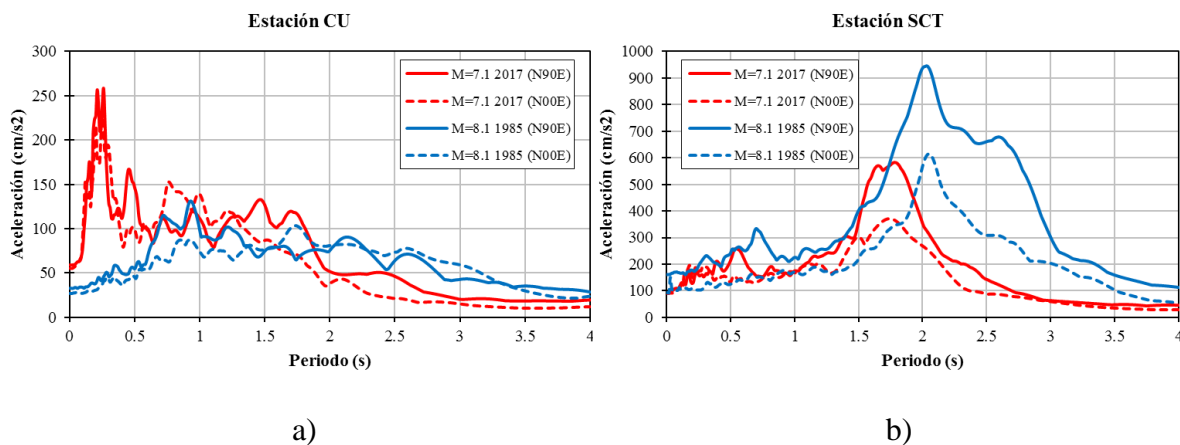 Estación CU
300
250
200
150
100
50
0
Aceleración (cm/s2)
M=7.1 2017 (N90E)
M=7.1 2017 (N00E)
M=8.1 1985 (N90E)
M=8.1 1985 (N00E)
0 0.5 1 1.5 2 2.5 3 3.5 4
Periodo (s)
a)
Estación SCT
1000
900
800
700
600
500
400
300
200
100
0
Aceleración (cm/s2)
M=7.1 2017 (N90E)
M=7.1 2017 (N00E)
M=8.1 1985 (N90E)
M=8.1 1985 (N00E)
0 0.5 1 1.5 2 2.5 3 3.5 4
Periodo (s)
b)